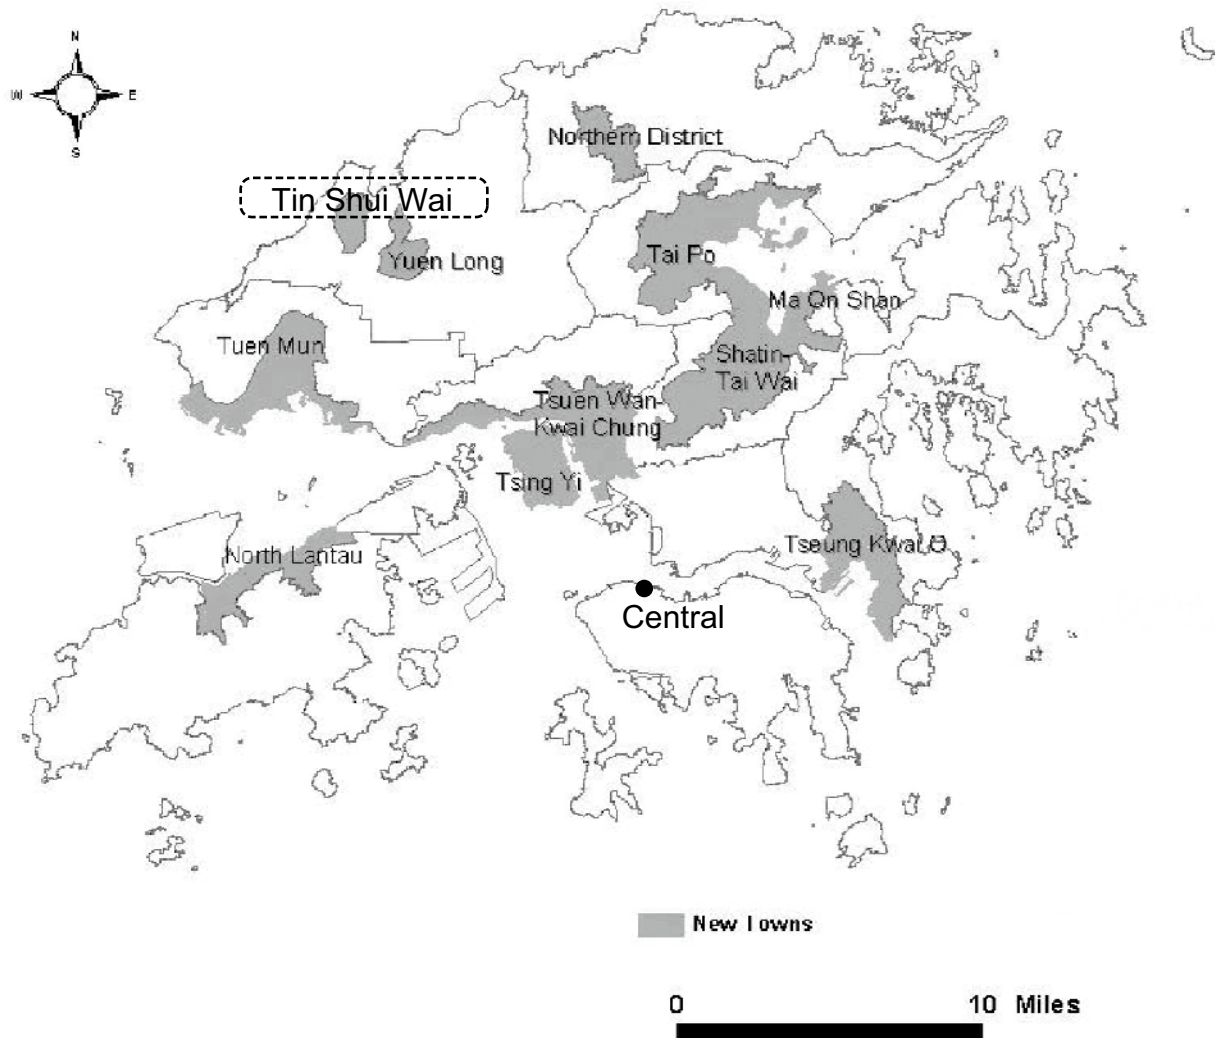 N
W E
S
Northern District
Tin Shui Wai
Yuen Long
Tai Po
Ma On Shan
Tuen Mun
Shatin-
Tai Wai
Tsuen Wan-
Kwai Chung
Tsing Yi
North Lantau
Tseung Kwai O
Central
New Towns
0 10 Miles